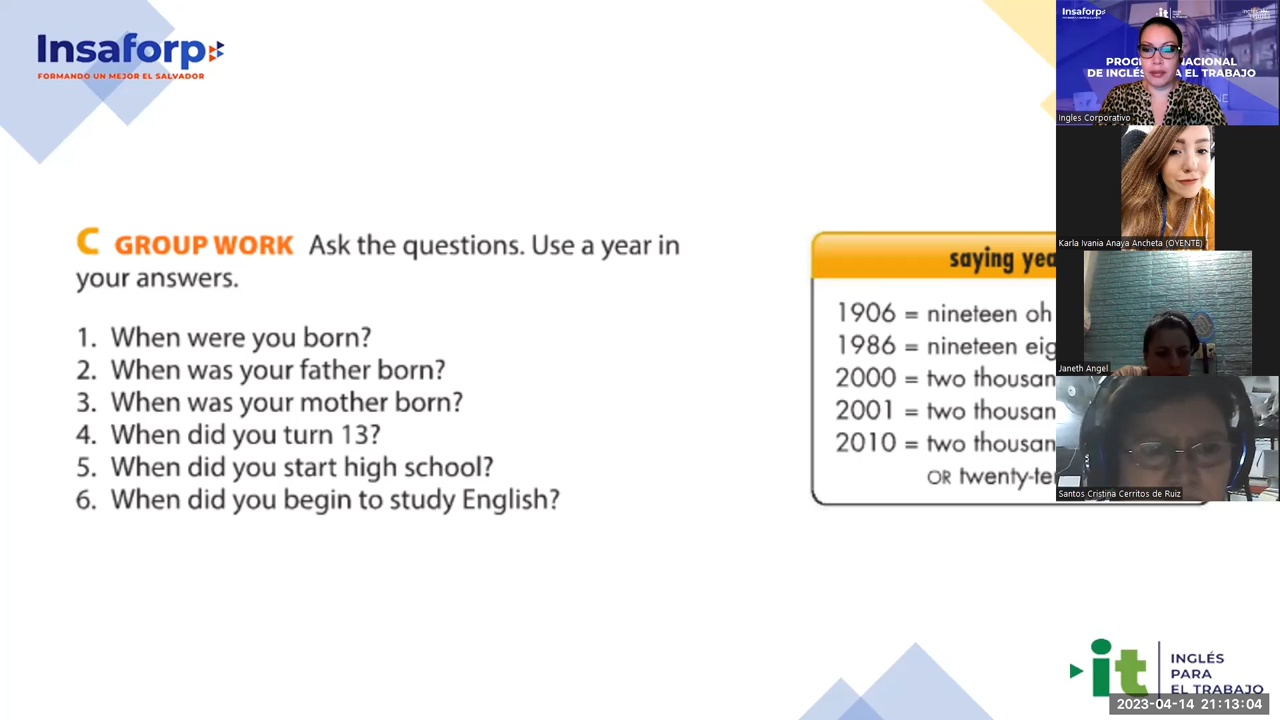 Insaforp
FORMANDO UN MEJOR EL SALVADOR
C GROUP WORK Ask the questions. Use a year in
your answers.
1. When were you born?
2. When was your father born?
3. When was your mother born?
4. When did you turn 13?
5. When did you start high school?
6. When did you begin to study English?
saying yea
1906 = nineteen oh
1986 = nineteen eig
2000 = two thousan
2001 = two thousan
2010 = two thousan
OR twenty-te
Insaforp
it
PROG NACIONAL
DE INGLÉS A EL TRABAJO
NE
Ingles Corporativo
Karla Ivania Anaya Ancheta (OYENTE)
Janeth Angel
Santos Cristina Cerritos de Ruiz
it
INGLÉS
PARA
EL TRABAJO
2023-04-14 21:13:04